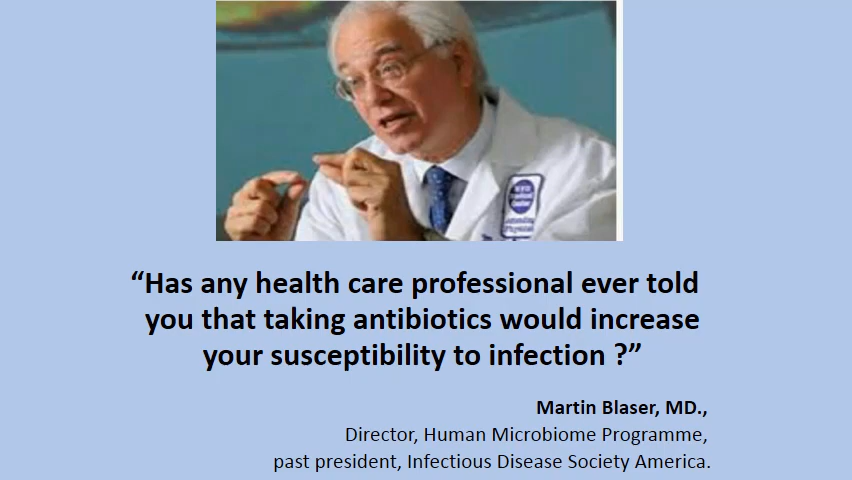 “Has any health care professional ever told
you that taking antibiotics would increase
your susceptibility to infection ?”
Martin Blaser, MD.,
Director, Human Microbiome Programme,
past president, Infectious Disease Society America.